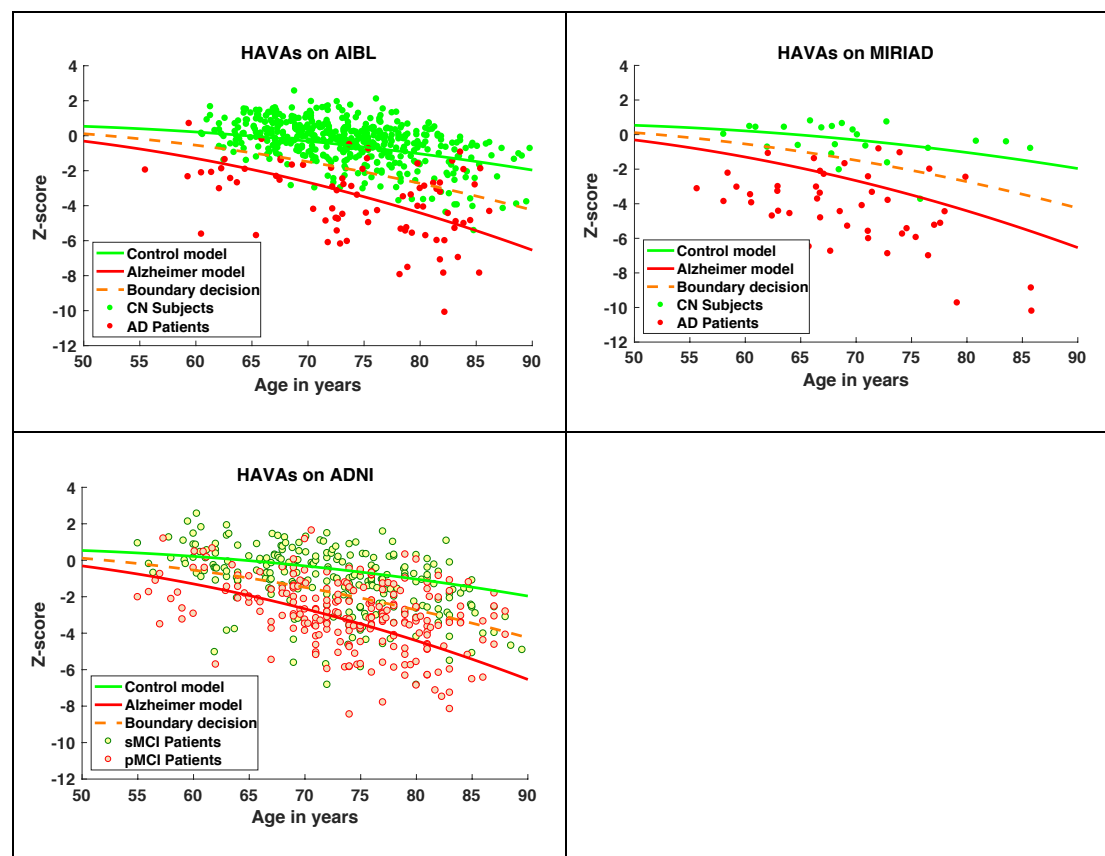 HAVAs on AIBL
4
2
0
-2
-4
-6
-8
-10
-12
Z-score
Control model
Alzheimer model
Boundary decision
CN Subjects
AD Patients
50 55 60 65 70 75 80 85 90
Age in years
HAVAs on MIRIAD
4
2
0
-2
-4
-6
-8
-10
-12
Z-score
Control model
Alzheimer model
Boundary decision
CN Subjects
AD Patients
50 55 60 65 70 75 80 85 90
Age in years
HAVAs on ADNI
4
2
0
-2
-4
-6
-8
-10
-12
Z-score
Control model
Alzheimer model
Boundary decision
sMCI Patients
pMCI Patients
50 55 60 65 70 75 80 85 90
Age in years